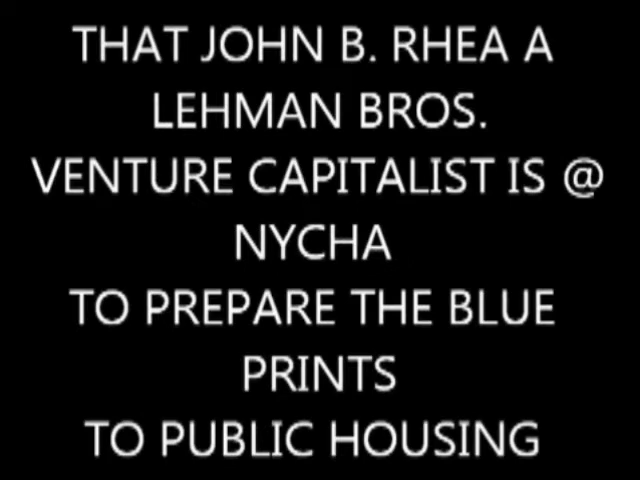 THAT JOHN B. RHEA A
LEHMAN BROS.
VENTURE CAPITALIST IS @
NYCHA
TO PREPARE THE BLUE
PRINTS
TO PUBLIC HOUSING